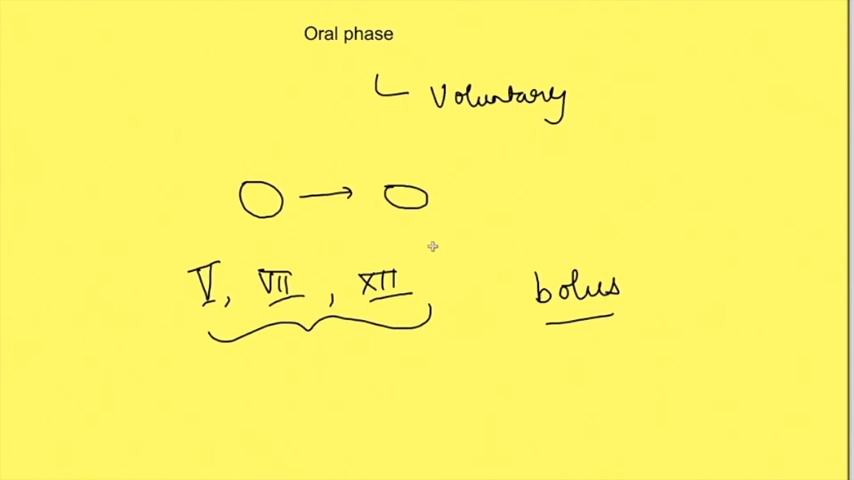 Oral phase
Voluntary
V, VII, XII bolus